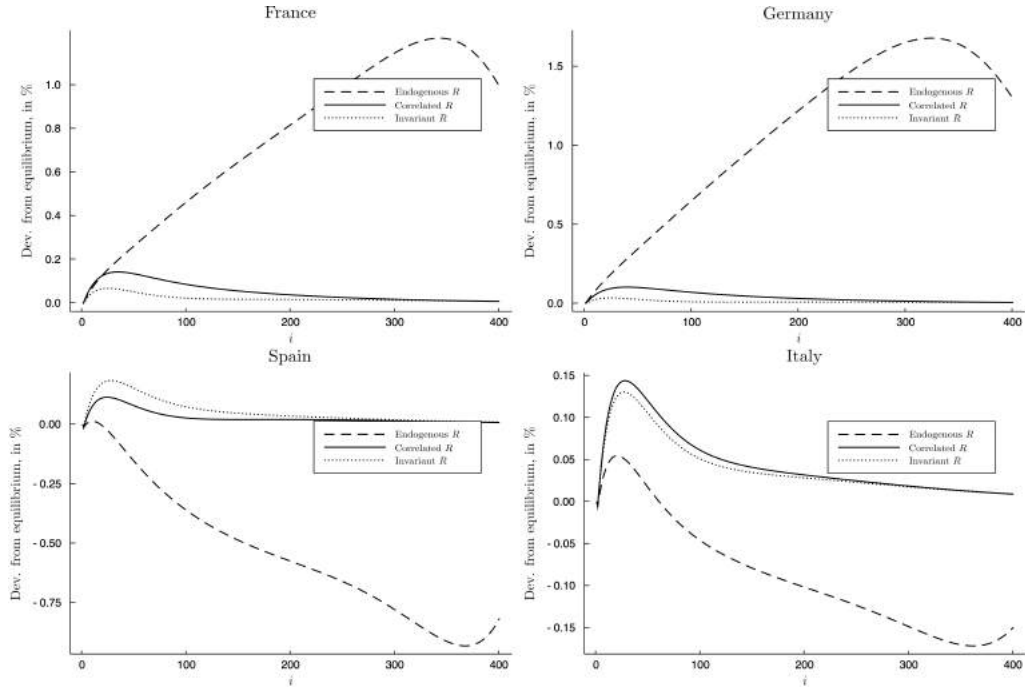 France
Dev. from equilibrium, in %
1.0
0.8
0.6
0.4
0.2
0.0
0
100
200
300
400
i
Endogenous R
Correlated R
Invariant R
Germany
Dev. from equilibrium, in %
1.5
1.0
0.5
0.0
0
100
200
300
400
i
Endogenous R
Correlated R
Invariant R
Spain
Dev. from equilibrium, in %
0.00
- 0.25
- 0.50
- 0.75
0
100
200
300
400
i
Endogenous R
Correlated R
Invariant R
Italy
Dev. from equilibrium, in %
0.15
0.10
0.05
0.00
- 0.05
- 0.10
- 0.15
0
100
200
300
400
i
Endogenous R
Correlated R
Invariant R